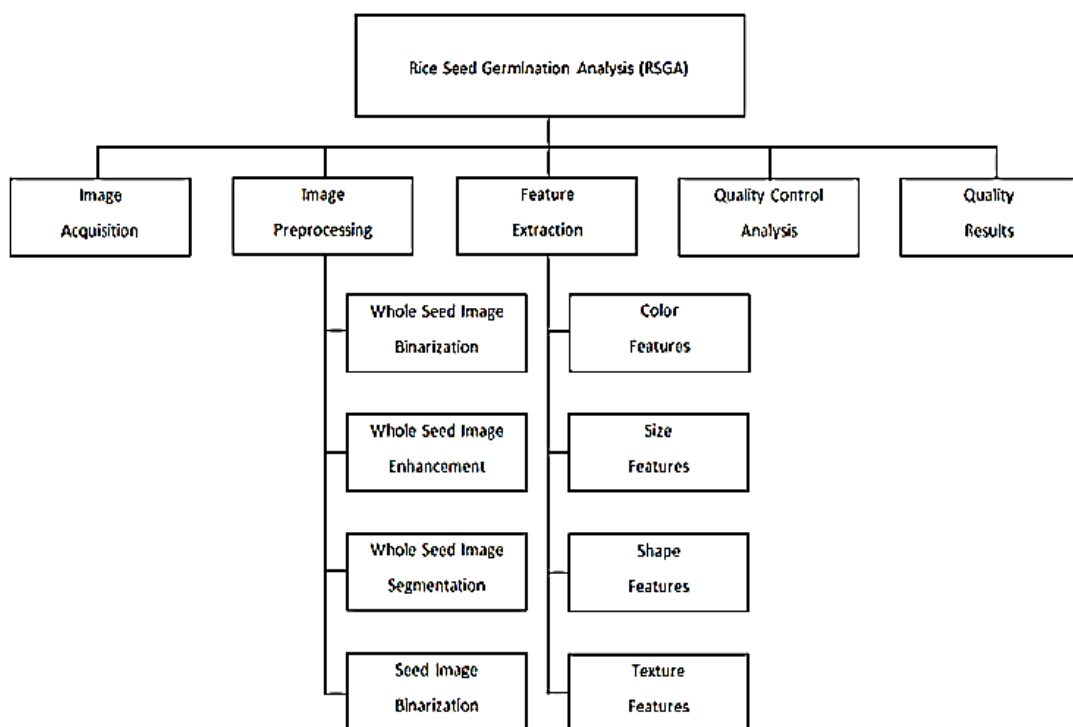 Rice Seed Germination Analysis (RSGA)
Image
Acquisition
Image
Preprocessing
Feature
Extraction
Quality Control
Analysis
Quality
Results
Whole Seed Image
Binarization
Whole Seed Image
Enhancement
Whole Seed Image
Segmentation
Seed Image
Binarization
Color
Features
Size
Features
Shape
Features
Texture
Features